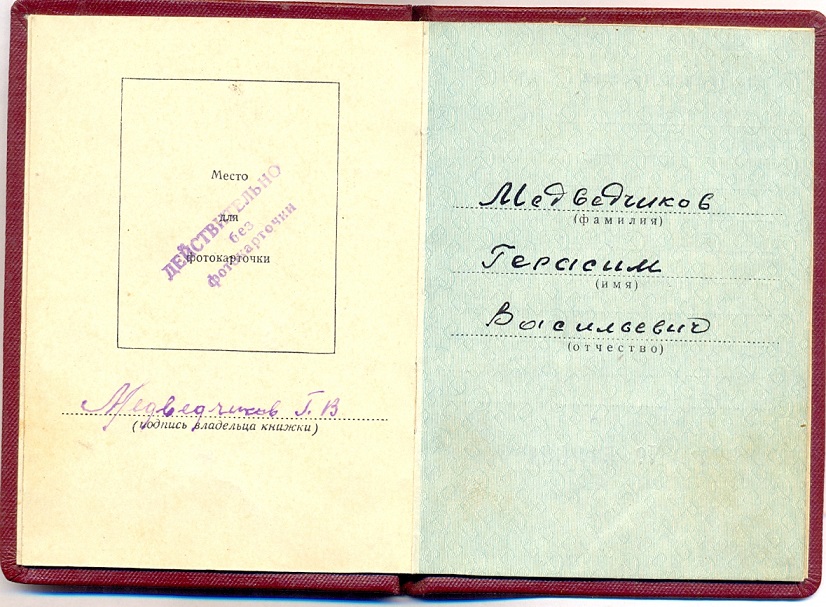 Место
для
фотокарточки
ДЕЙСТВИТЕЛЬНО
без
фотокарточки
Медведчиков Г. В
(подпись владельца книжки)
Медведчиков
(фамилия)
Герасим
(имя)
Васильевич
(отчество)